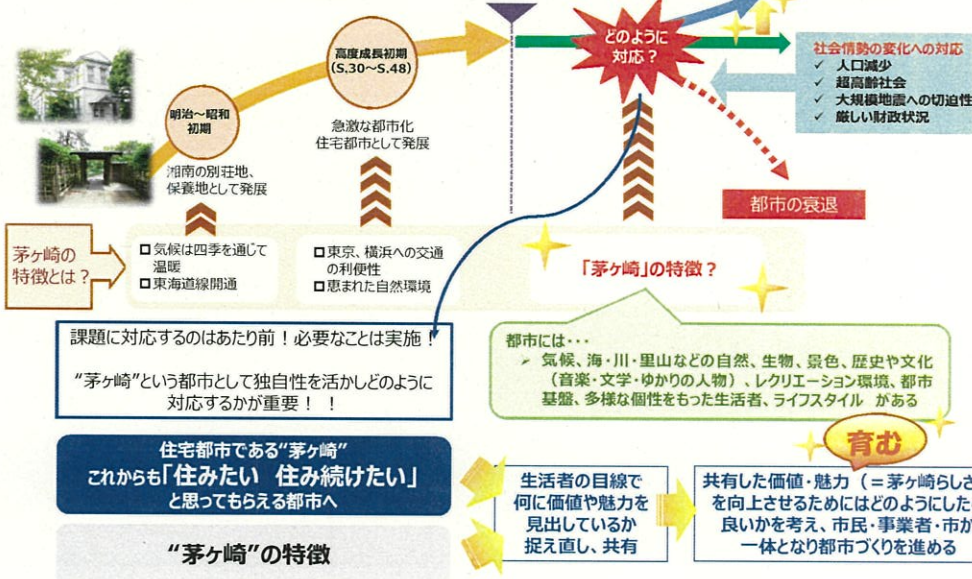 どのように
対応？
高度成長初期
(S.30～S.48)
明治～昭和
初期
社会情勢の変化への対応
✓ 人口減少
✓ 超高齢社会
✓ 大規模地震への切迫性
✓ 厳しい財政状況
急激な都市化
住宅都市として発展
湘南の別荘地、
保養地として発展
都市の衰退
茅ヶ崎の
特徴とは？
□ 気候は四季を通じて
温暖
□ 東海道線開通
□ 東京、横浜への交通
の利便性
□ 恵まれた自然環境
「茅ヶ崎」の特徴？
課題に対応するのはあたり前！必要なことは実施！
“茅ヶ崎”という都市として独自性を活かしどのように
対応するかが重要！！
都市には・・・
➢ 気候、海・川・里山などの自然、生物、景色、歴史や文化
（音楽・文学・ゆかりの人物）、レクリエーション環境、都市
基盤、多様な個性をもった生活者、ライフスタイル がある
育む
住宅都市である“茅ヶ崎”
これからも「住みたい 住み続けたい」
と思ってもらえる都市へ
生活者の目線で
何に価値や魅力を
見出しているか
捉え直し、共有
共有した価値・魅力（＝茅ヶ崎らしさ
を向上させるためにはどのようにした
良いかを考え、市民・事業者・市が
一体となり都市づくりを進める
“茅ヶ崎”の特徴